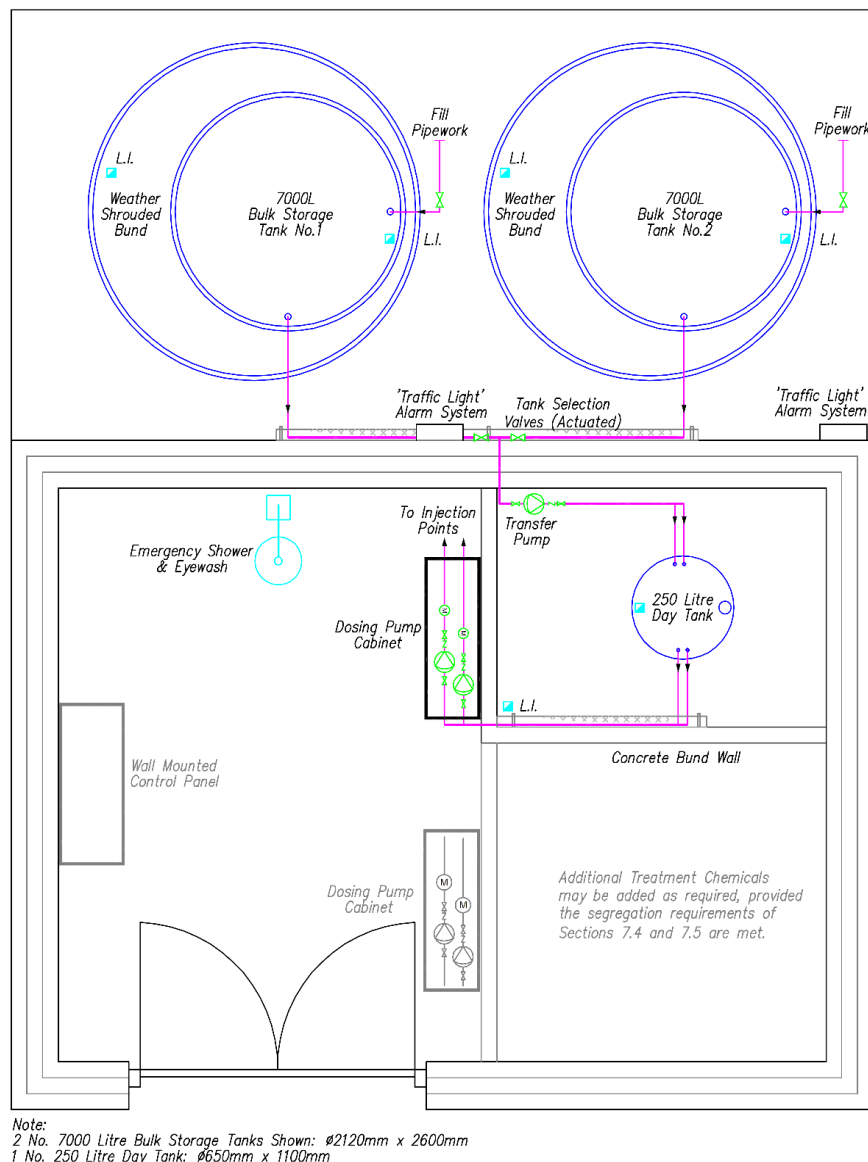 Fill
Pipework
L.I.
Weather
Shrouded
Bund
7000L
Bulk Storage
Tank No.1
L.I.
Fill
Pipework
L.I.
Weather
Shrouded
Bund
7000L
Bulk Storage
Tank No.2
L.I.
'Traffic Light'
Alarm System
Tank Selection
Valves (Actuated)
'Traffic Light'
Alarm System
To Injection
Points
Transfer
Pump
Emergency Shower
& Eyewash
250 Litre
Day Tank
M
M
Dosing Pump
Cabinet
L.I.
Concrete Bund Wall
Wall Mounted
Control Panel
M
M
Dosing Pump
Cabinet
Additional Treatment Chemicals
may be added as required, provided
the segregation requirements of
Sections 7.4 and 7.5 are met.
Note:
2 No. 7000 Litre Bulk Storage Tanks Shown: Ø2120mm x 2600mm
1 No. 250 Litre Day Tank: Ø650mm x 1100mm